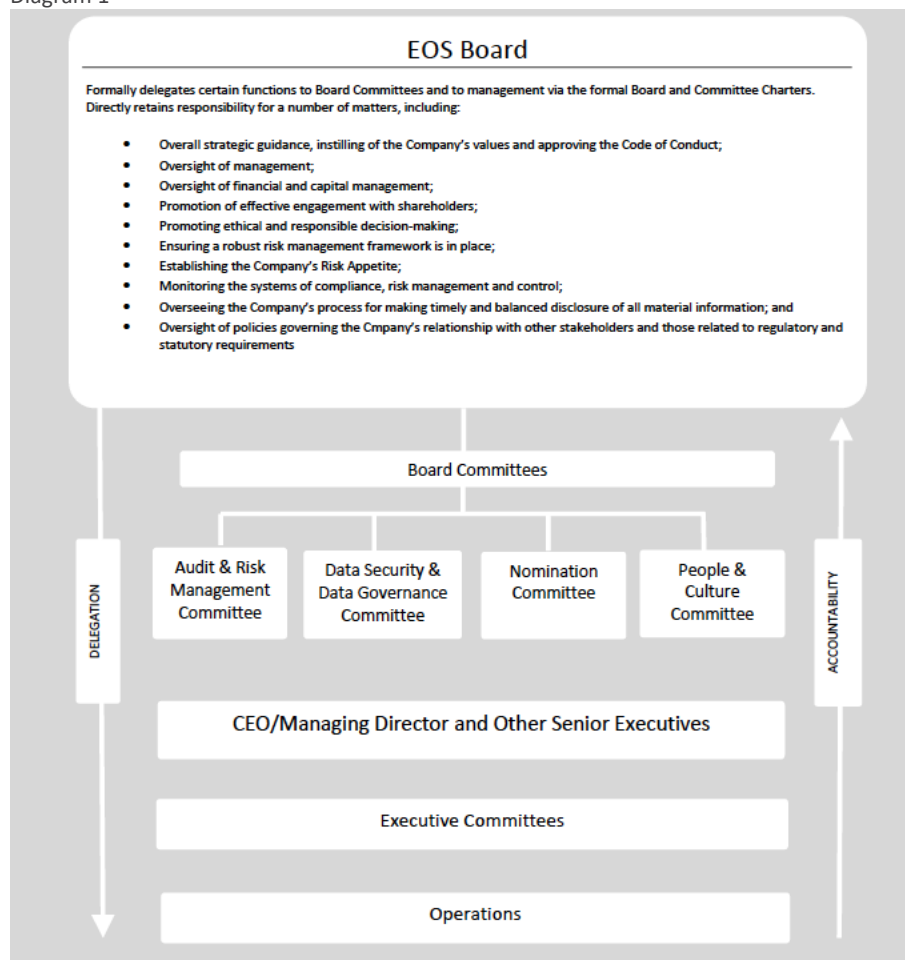 Diagram 1
EOS Board
Formally delegates certain functions to Board Committees and to management via the formal Board and Committee Charters.
Directly retains responsibility for a number of matters, including:
• Overall strategic guidance, instilling of the Company's values and approving the Code of Conduct;
• Oversight of management;
• Oversight of financial and capital management;
• Promotion of effective engagement with shareholders;
• Promoting ethical and responsible decision-making;
• Ensuring a robust risk management framework is in place;
• Establishing the Company's Risk Appetite;
• Monitoring the systems of compliance, risk management and control;
• Overseeing the Company's process for making timely and balanced disclosure of all material information; and
• Oversight of policies governing the Cmpany's relationship with other stakeholders and those related to regulatory and
statutory requirements
Board Committees
Audit & Risk
Management
Committee
Data Security &
Data Governance
Committee
Nomination
Committee
People &
Culture
Committee
DELEGATION
ACCOUNTABILITY
CEO/Managing Director and Other Senior Executives
Executive Committees
Operations